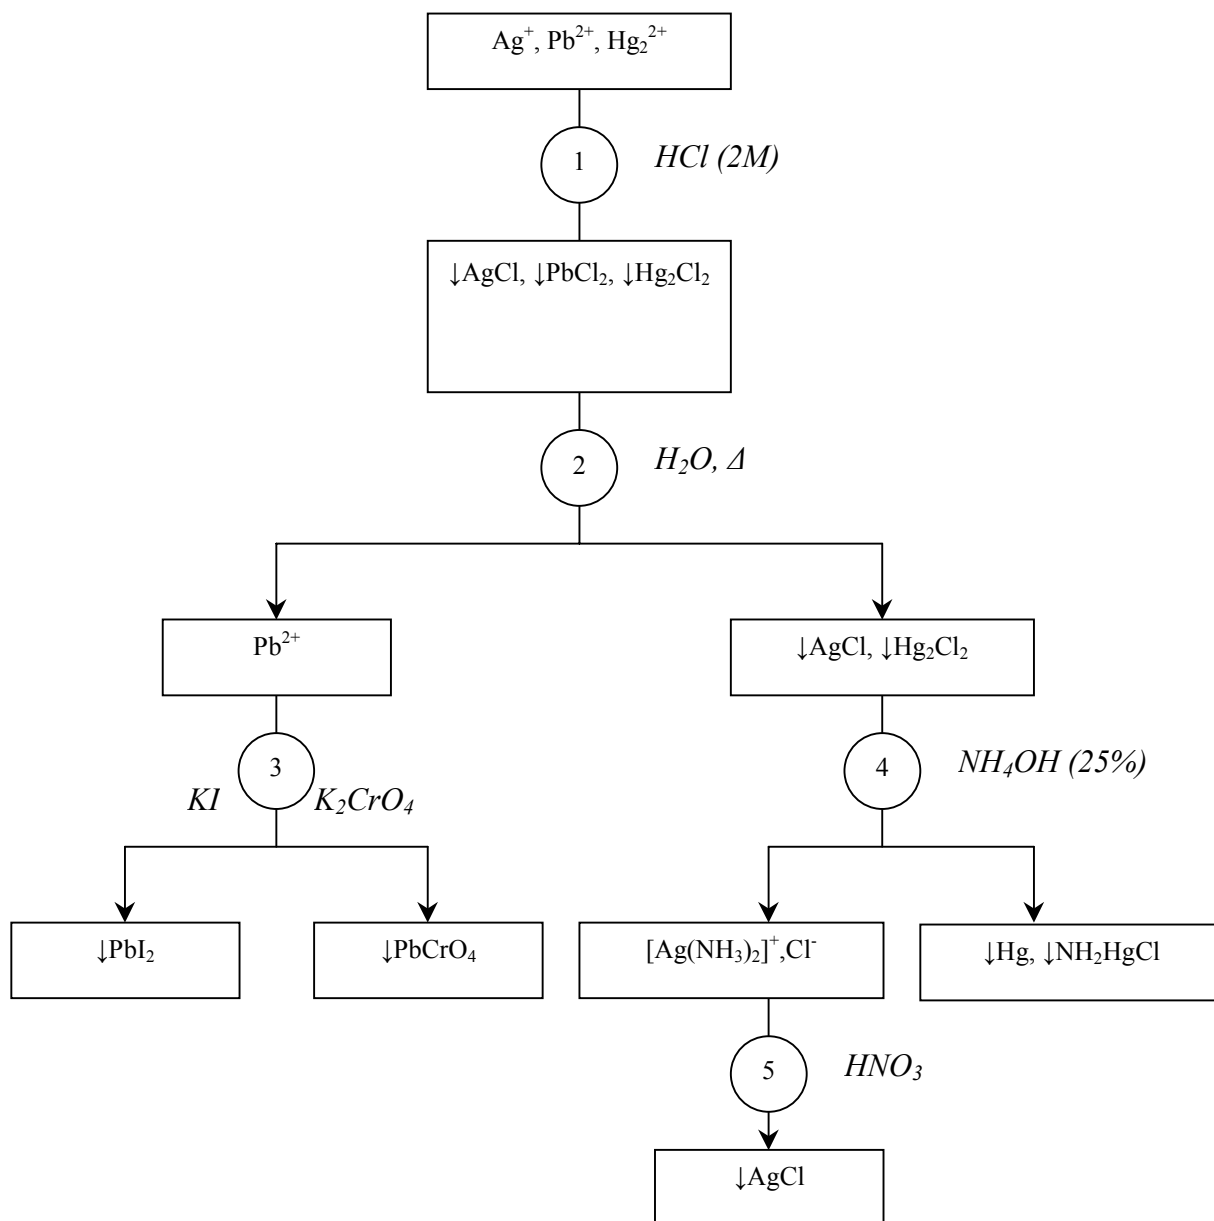 Ag⁺, Pb²⁺, Hg₂²⁺
1
HCl (2M)
↓AgCl, ↓PbCl₂, ↓Hg₂Cl₂
2
H₂O, Δ
Pb²⁺
↓AgCl, ↓Hg₂Cl₂
3
KI
K₂CrO₄
4
NH₄OH (25%)
↓PbI₂
↓PbCrO₄
[Ag(NH₃)₂]⁺,Cl⁻
↓Hg, ↓NH₂HgCl
5
HNO₃
↓AgCl